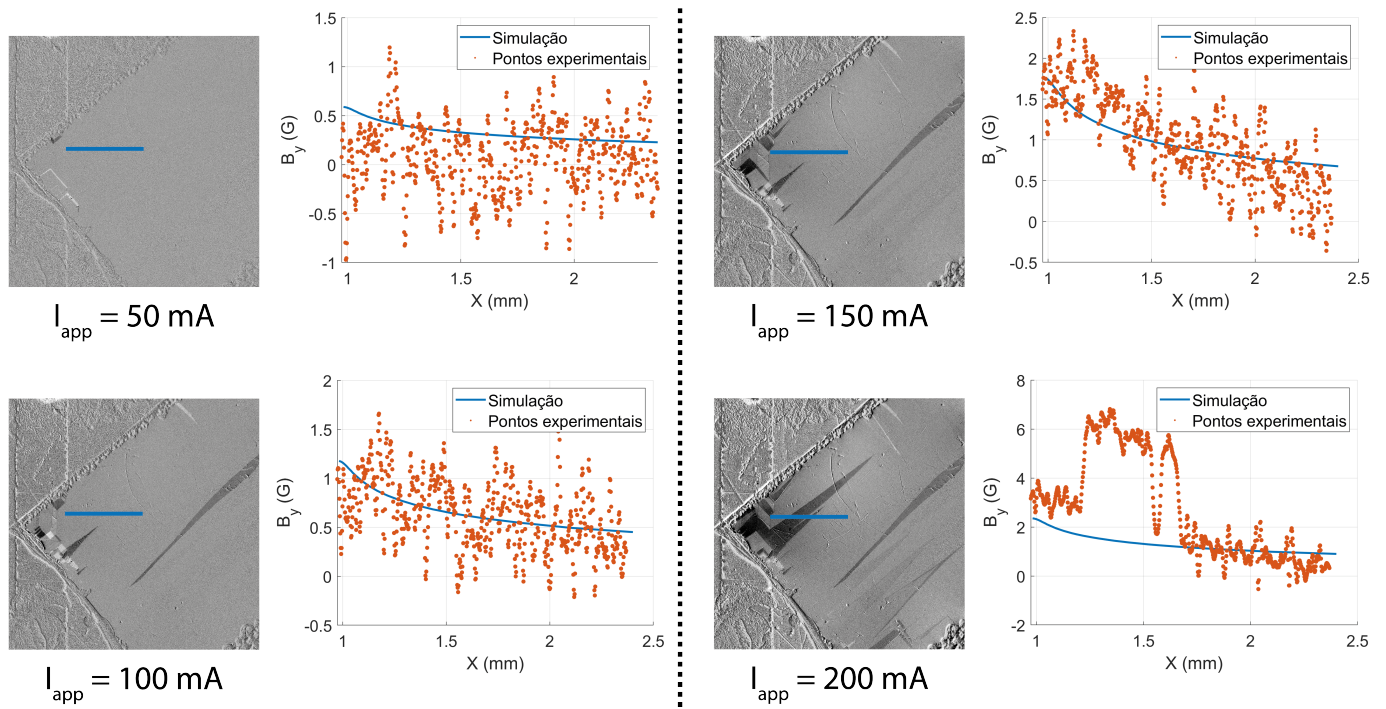 1.5
1
0.5
0
-0.5
-1
1
1.5
2
B_y (G)
X (mm)
Simulação
Pontos experimentais
I_app = 50 mA
2.5
2
1.5
1
0.5
0
-0.5
1
1.5
2
2.5
B_y (G)
X (mm)
Simulação
Pontos experimentais
I_app = 150 mA
2
1.5
1
0.5
0
-0.5
1
1.5
2
2.5
B_y (G)
X (mm)
Simulação
Pontos experimentais
I_app = 100 mA
8
6
4
2
0
-2
1
1.5
2
2.5
B_y (G)
X (mm)
Simulação
Pontos experimentais
I_app = 200 mA